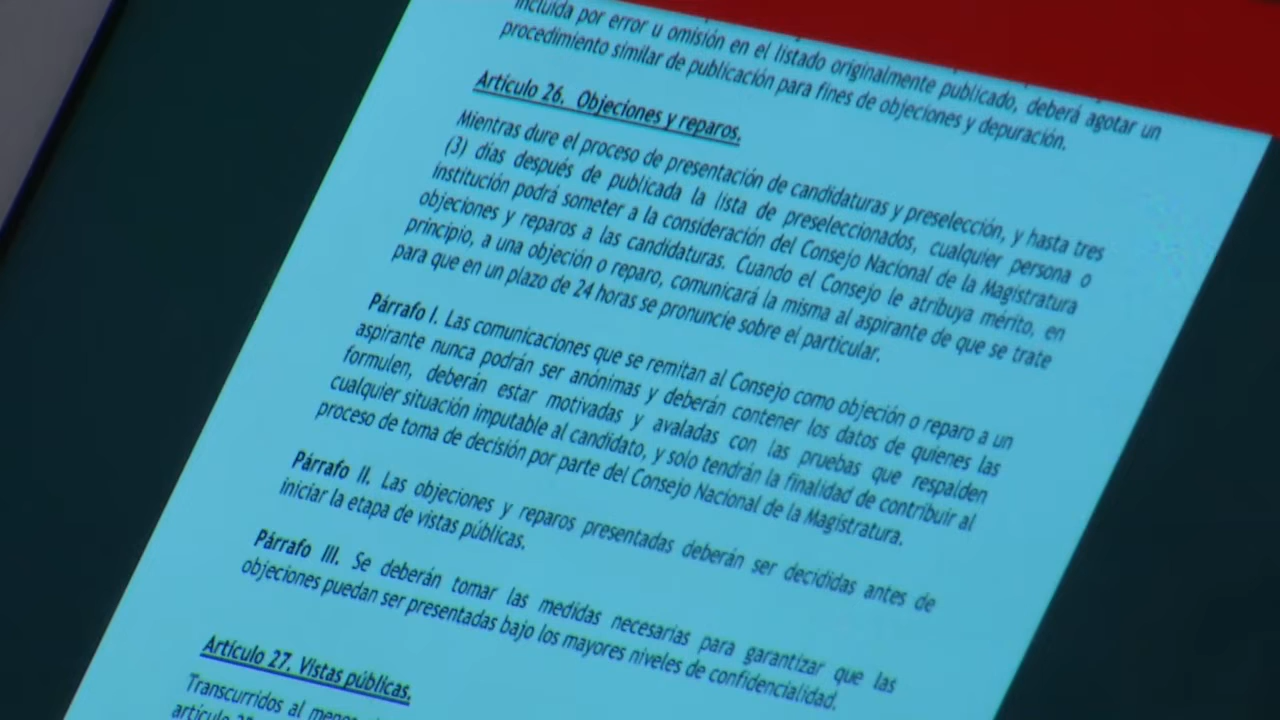 incluida por error u omisión en el listado originalmente publicado, deberá agotar un
procedimiento similar de publicación para fines de objeciones y depuración.
Artículo 26. Objeciones y reparos.
Mientras dure el proceso de presentación de candidaturas y preselección, y hasta tres
(3) días después de publicada la lista de preseleccionados, cualquier persona o
institución podrá someter a la consideración del Consejo Nacional de la Magistratura
objeciones y reparos a las candidaturas. Cuando el Consejo le atribuya mérito, en
principio, a una objeción o reparo, comunicará la misma al aspirante de que se trate
para que en un plazo de 24 horas se pronuncie sobre el particular.
Párrafo I. Las comunicaciones que se remitan al Consejo como objeción o reparo a un
aspirante nunca podrán ser anónimas y deberán contener los datos de quienes las
formulen, deberán estar motivadas y avaladas con las pruebas que respalden
cualquier situación imputable al candidato, y solo tendrán la finalidad de contribuir al
proceso de toma de decisión por parte del Consejo Nacional de la Magistratura.
Párrafo II. Las objeciones y reparos presentadas deberán ser decididas antes de
iniciar la etapa de vistas públicas.
Párrafo III. Se deberán tomar las medidas necesarias para garantizar que las
objeciones puedan ser presentadas bajo los mayores niveles de confidencialidad.
Artículo 27. Vistas públicas.
Transcurridos al menos
artículo